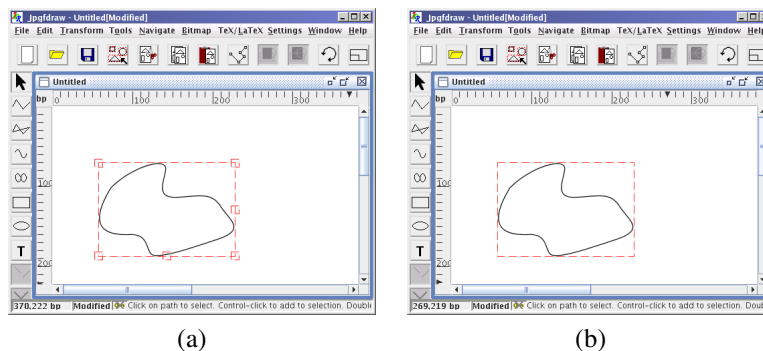 Jpgfdraw - Untitled[Modified]
File Edit Transform Tools Navigate Bitmap TeX/LaTeX Settings Window Help
Untitled
bp 0 100 200 300
100
T
200
370,222 bp Modified Click on path to select. Control-click to add to selection. Doubl
(a)
Jpgfdraw - Untitled[Modified]
File Edit Transform Tools Navigate Bitmap TeX/LaTeX Settings Window Help
Untitled
bp 0 100 200 300
100
T
200
269,219 bp Modified Click on path to select. Control-click to add to selection. Doubl
(b)